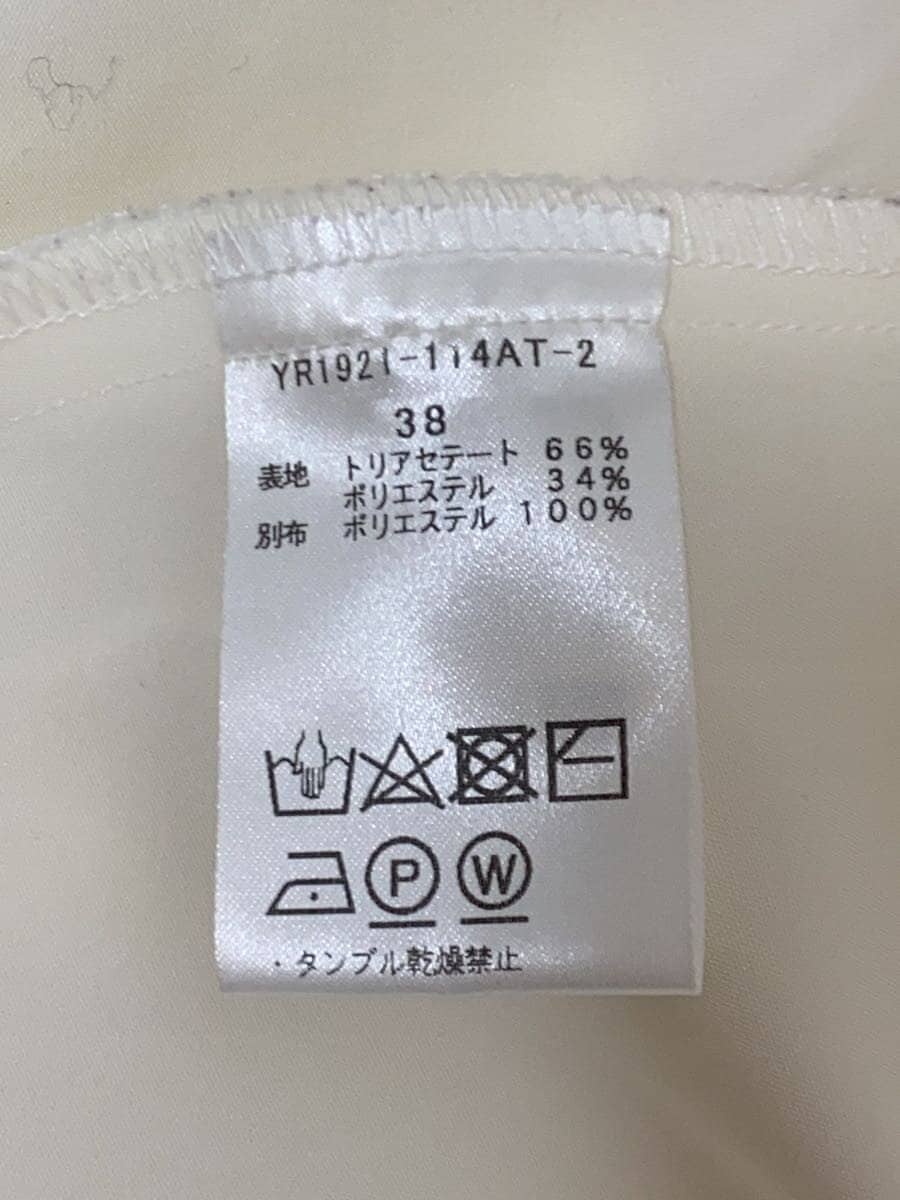 YR1921-114AT-2
38
表地 トリアセテート 66%
ポリエステル 34%
別布 ポリエステル 100%
P W
・タンブル乾燥禁止